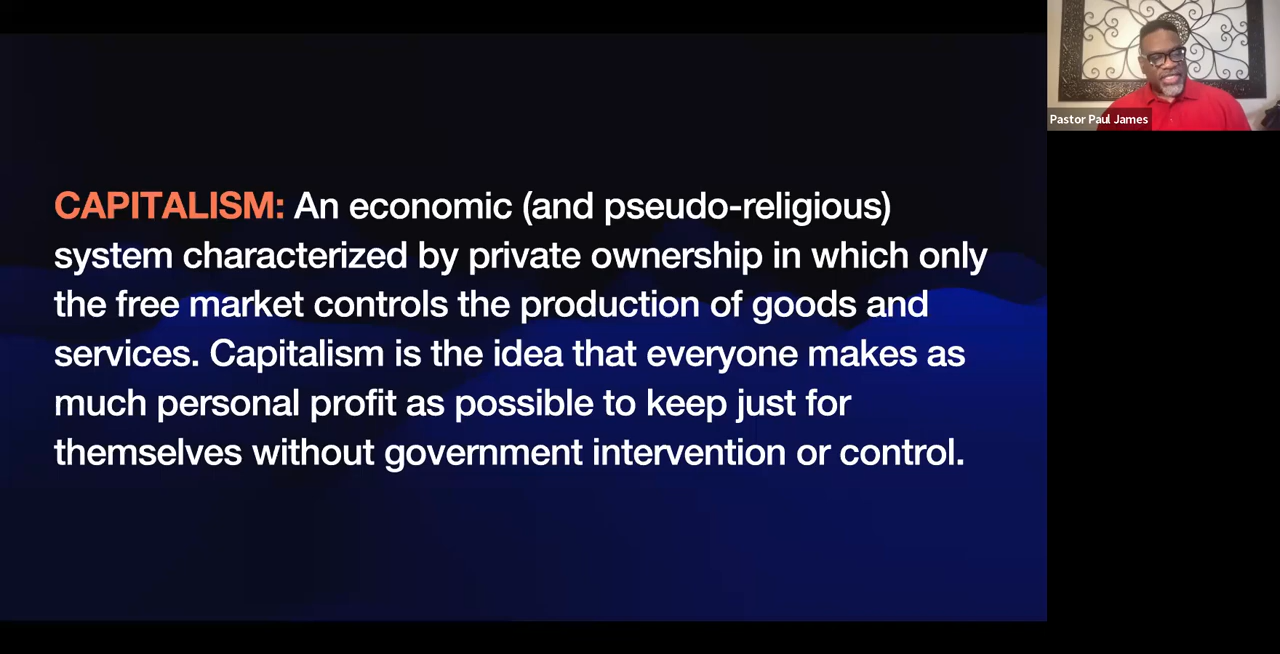 CAPITALISM: An economic (and pseudo-religious)
system characterized by private ownership in which only
the free market controls the production of goods and
services. Capitalism is the idea that everyone makes as
much personal profit as possible to keep just for
themselves without government intervention or control.
Pastor Paul James